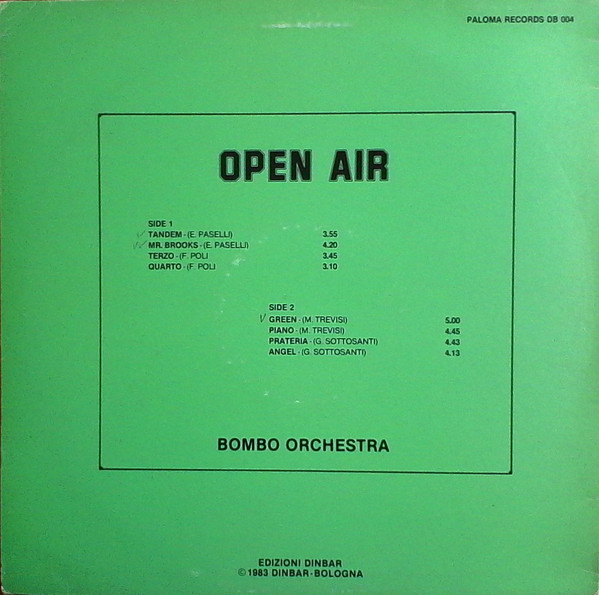 PALOMA RECORDS DB 004
OPEN AIR
SIDE 1
TANDEM - (E. PASELLI) 3.55
MR. BROOKS - (E. PASELLI) 4.20
TERZO - (F. POLI 3.45
QUARTO - (F. POLI 3.10
SIDE 2
GREEN - (M. TREVISI) 5.00
PIANO - (M. TREVISI) 4.45
PRATERIA - (G. SOTTOSANTI) 4.43
ANGEL - (G. SOTTOSANTI) 4.13
BOMBO ORCHESTRA
EDIZIONI DINBAR
© 1983 DINBAR - BOLOGNA